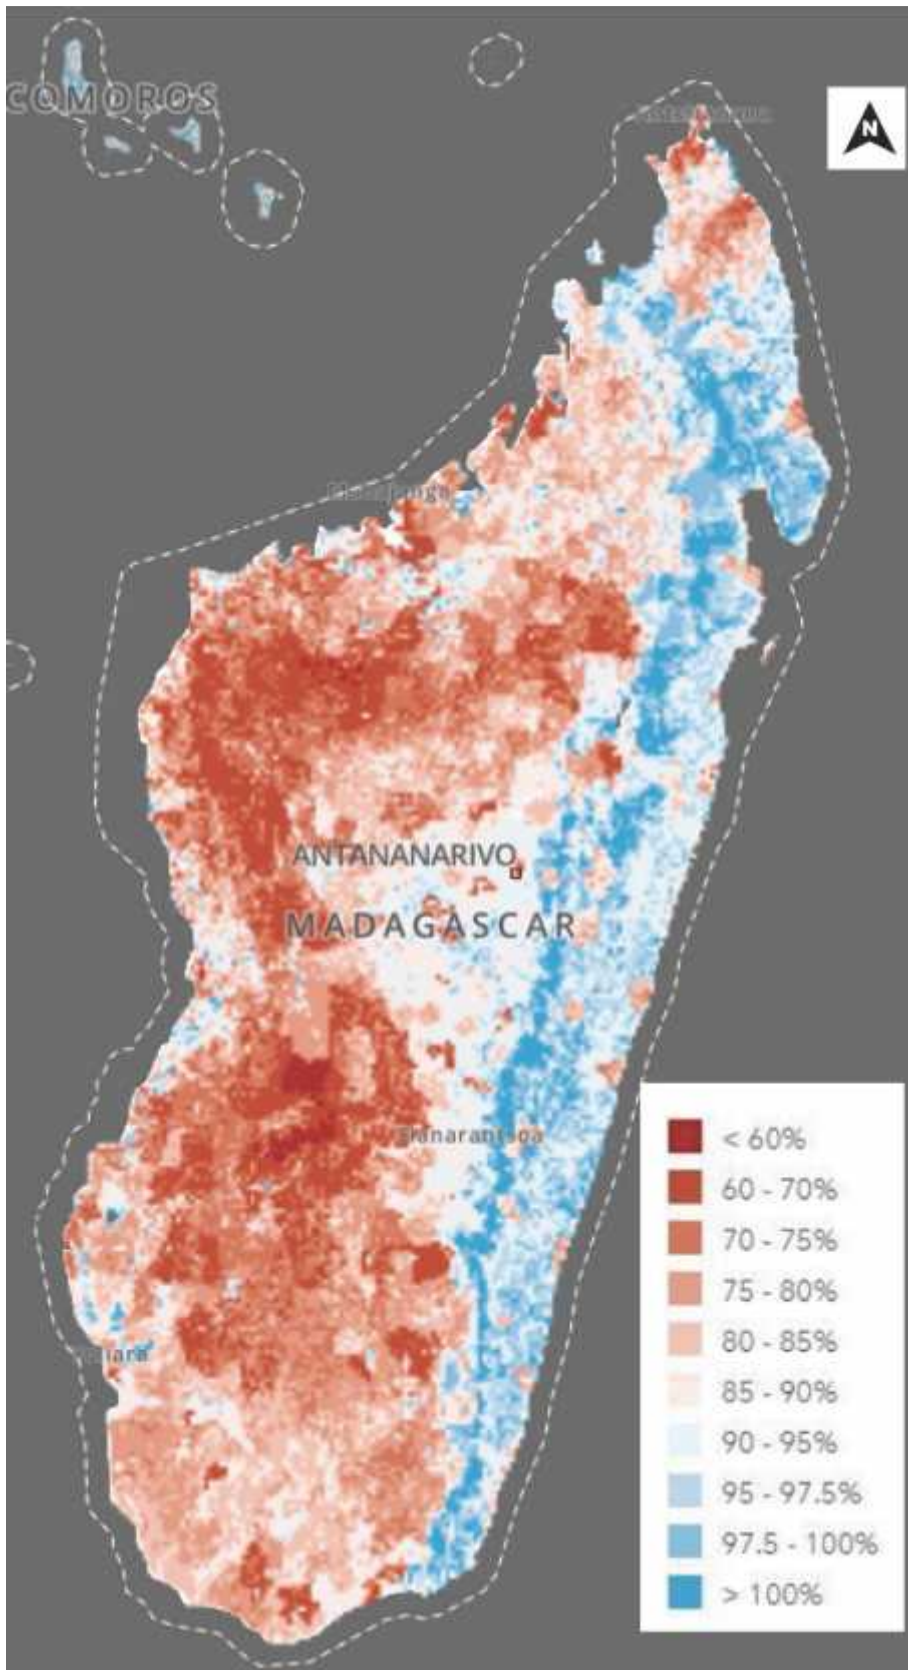 COMOROS
N
ANTANANARIVO
MADAGASCAR
< 60%
60 - 70%
70 - 75%
75 - 80%
80 - 85%
85 - 90%
90 - 95%
95 - 97.5%
97.5 - 100%
> 100%